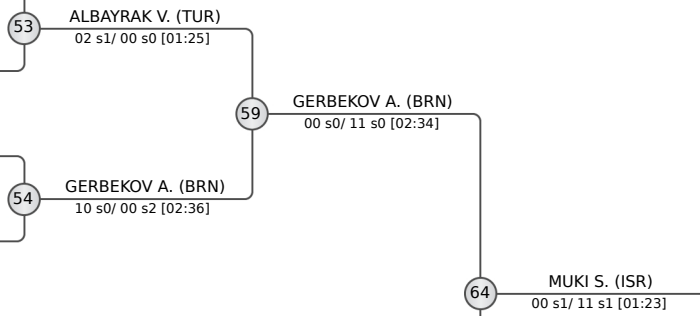 53
ALBAYRAK V. (TUR)
02 s1/ 00 s0 [01:25]
59
GERBEKOV A. (BRN)
00 s0/ 11 s0 [02:34]
54
GERBEKOV A. (BRN)
10 s0/ 00 s2 [02:36]
64
MUKI S. (ISR)
00 s1/ 11 s1 [01:23]